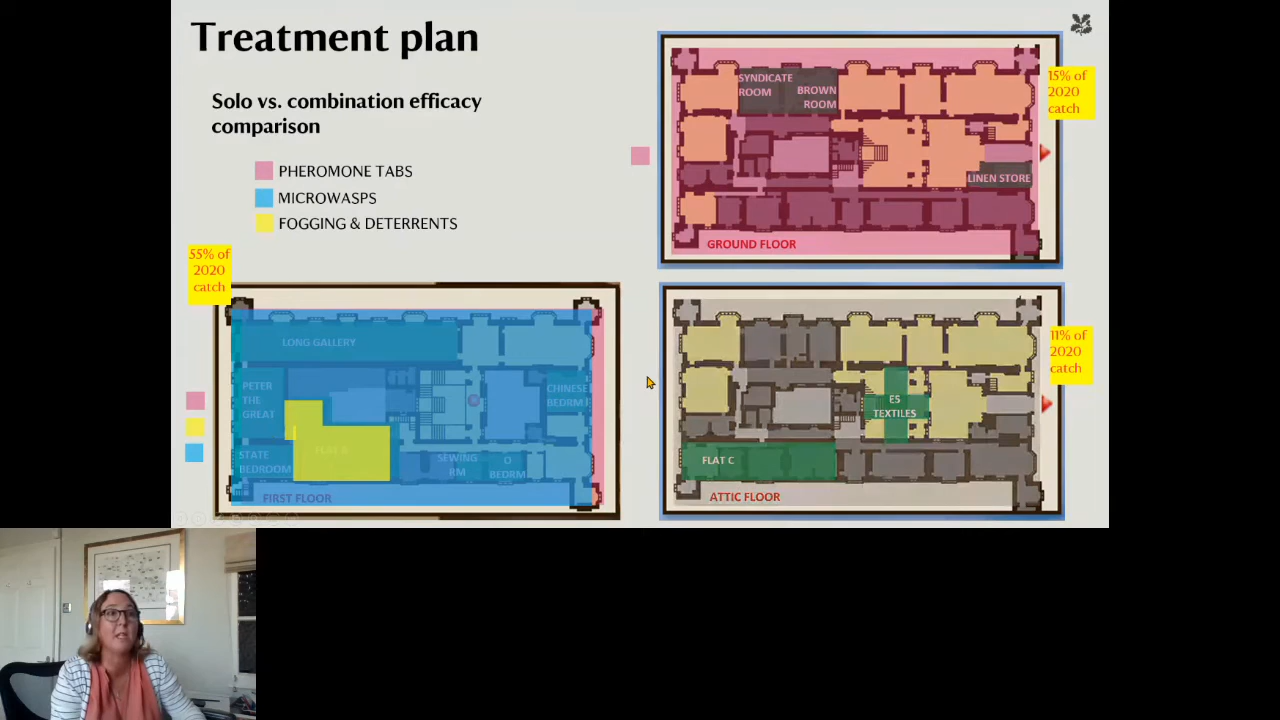 Treatment plan
Solo vs. combination efficacy
comparison
PHEROMONE TABS
MICROWASPS
FOGGING & DETERRENTS
55% of
2020
catch
LONG GALLERY
PETER
THE
GREAT
CHINESE
BEDRM
STATE
BEDROOM
SEWING
RM
O
BEDRM
FIRST FLOOR
15% of
2020
catch
SYNDICATE
ROOM
BROWN
ROOM
LINEN STORE
GROUND FLOOR
11% of
2020
catch
E5
TEXTILES
FLAT C
ATTIC FLOOR